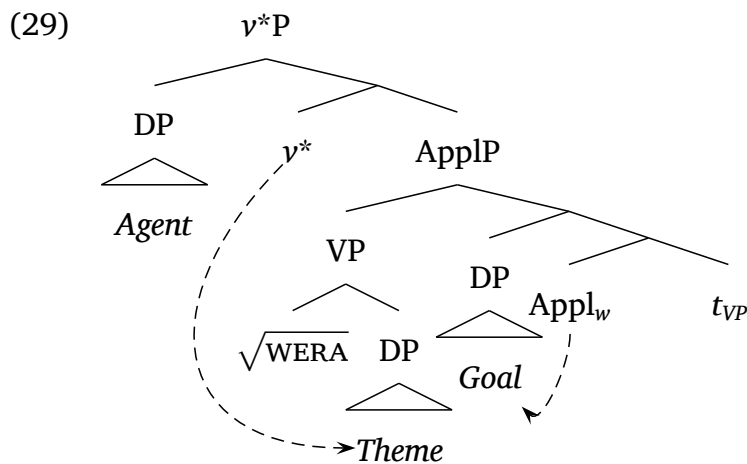 (29) v*P
DP
v* ApplP
Agent
VP
DP
Appl_w t_VP
√WERA DP
Goal
Theme